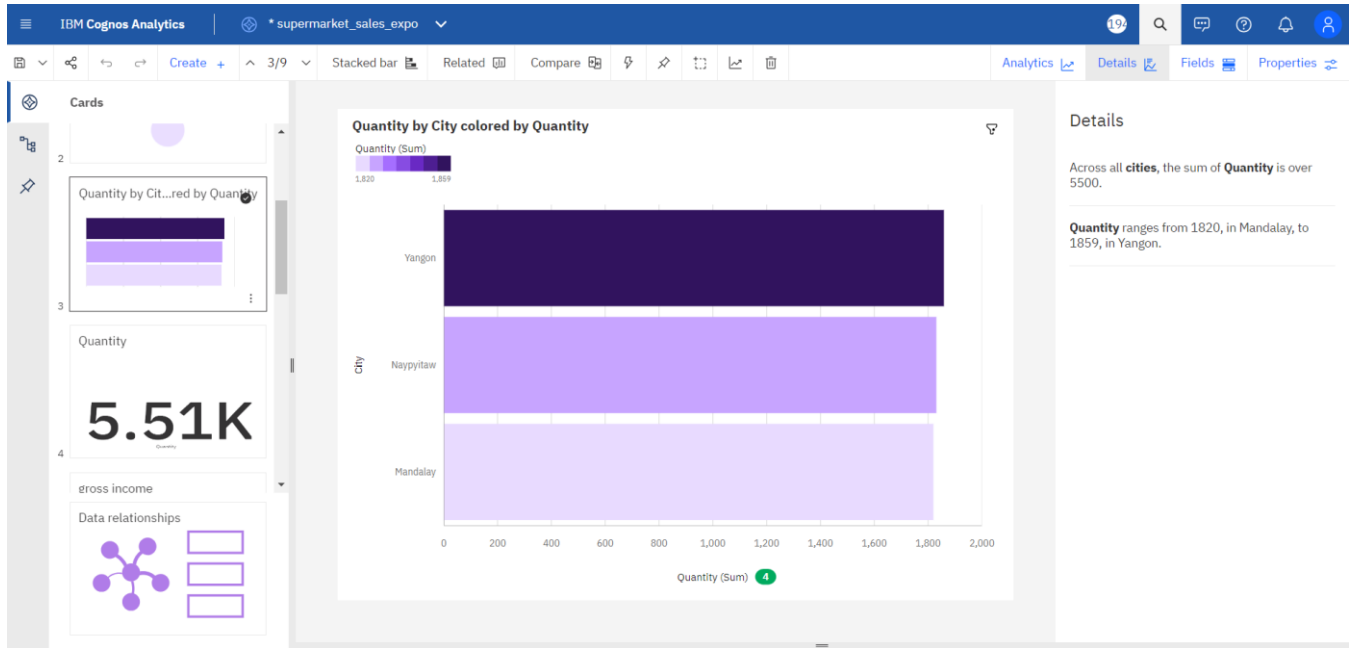 IBM Cognos Analytics
* supermarket_sales_expo
194
Create +
3/9
Stacked bar
Related
Compare
Analytics
Details
Fields
Properties
Cards
2
Quantity by Cit...red by Quantity
3
Quantity
5.51K
Quantity
4
gross income
Data relationships
Quantity by City colored by Quantity
Quantity (Sum)
1,820 1,859
City
Yangon
Naypyitaw
Mandalay
0 200 400 600 800 1,000 1,200 1,400 1,600 1,800 2,000
Quantity (Sum) 4
Details
Across all cities, the sum of Quantity is over
5500.
Quantity ranges from 1820, in Mandalay, to
1859, in Yangon.